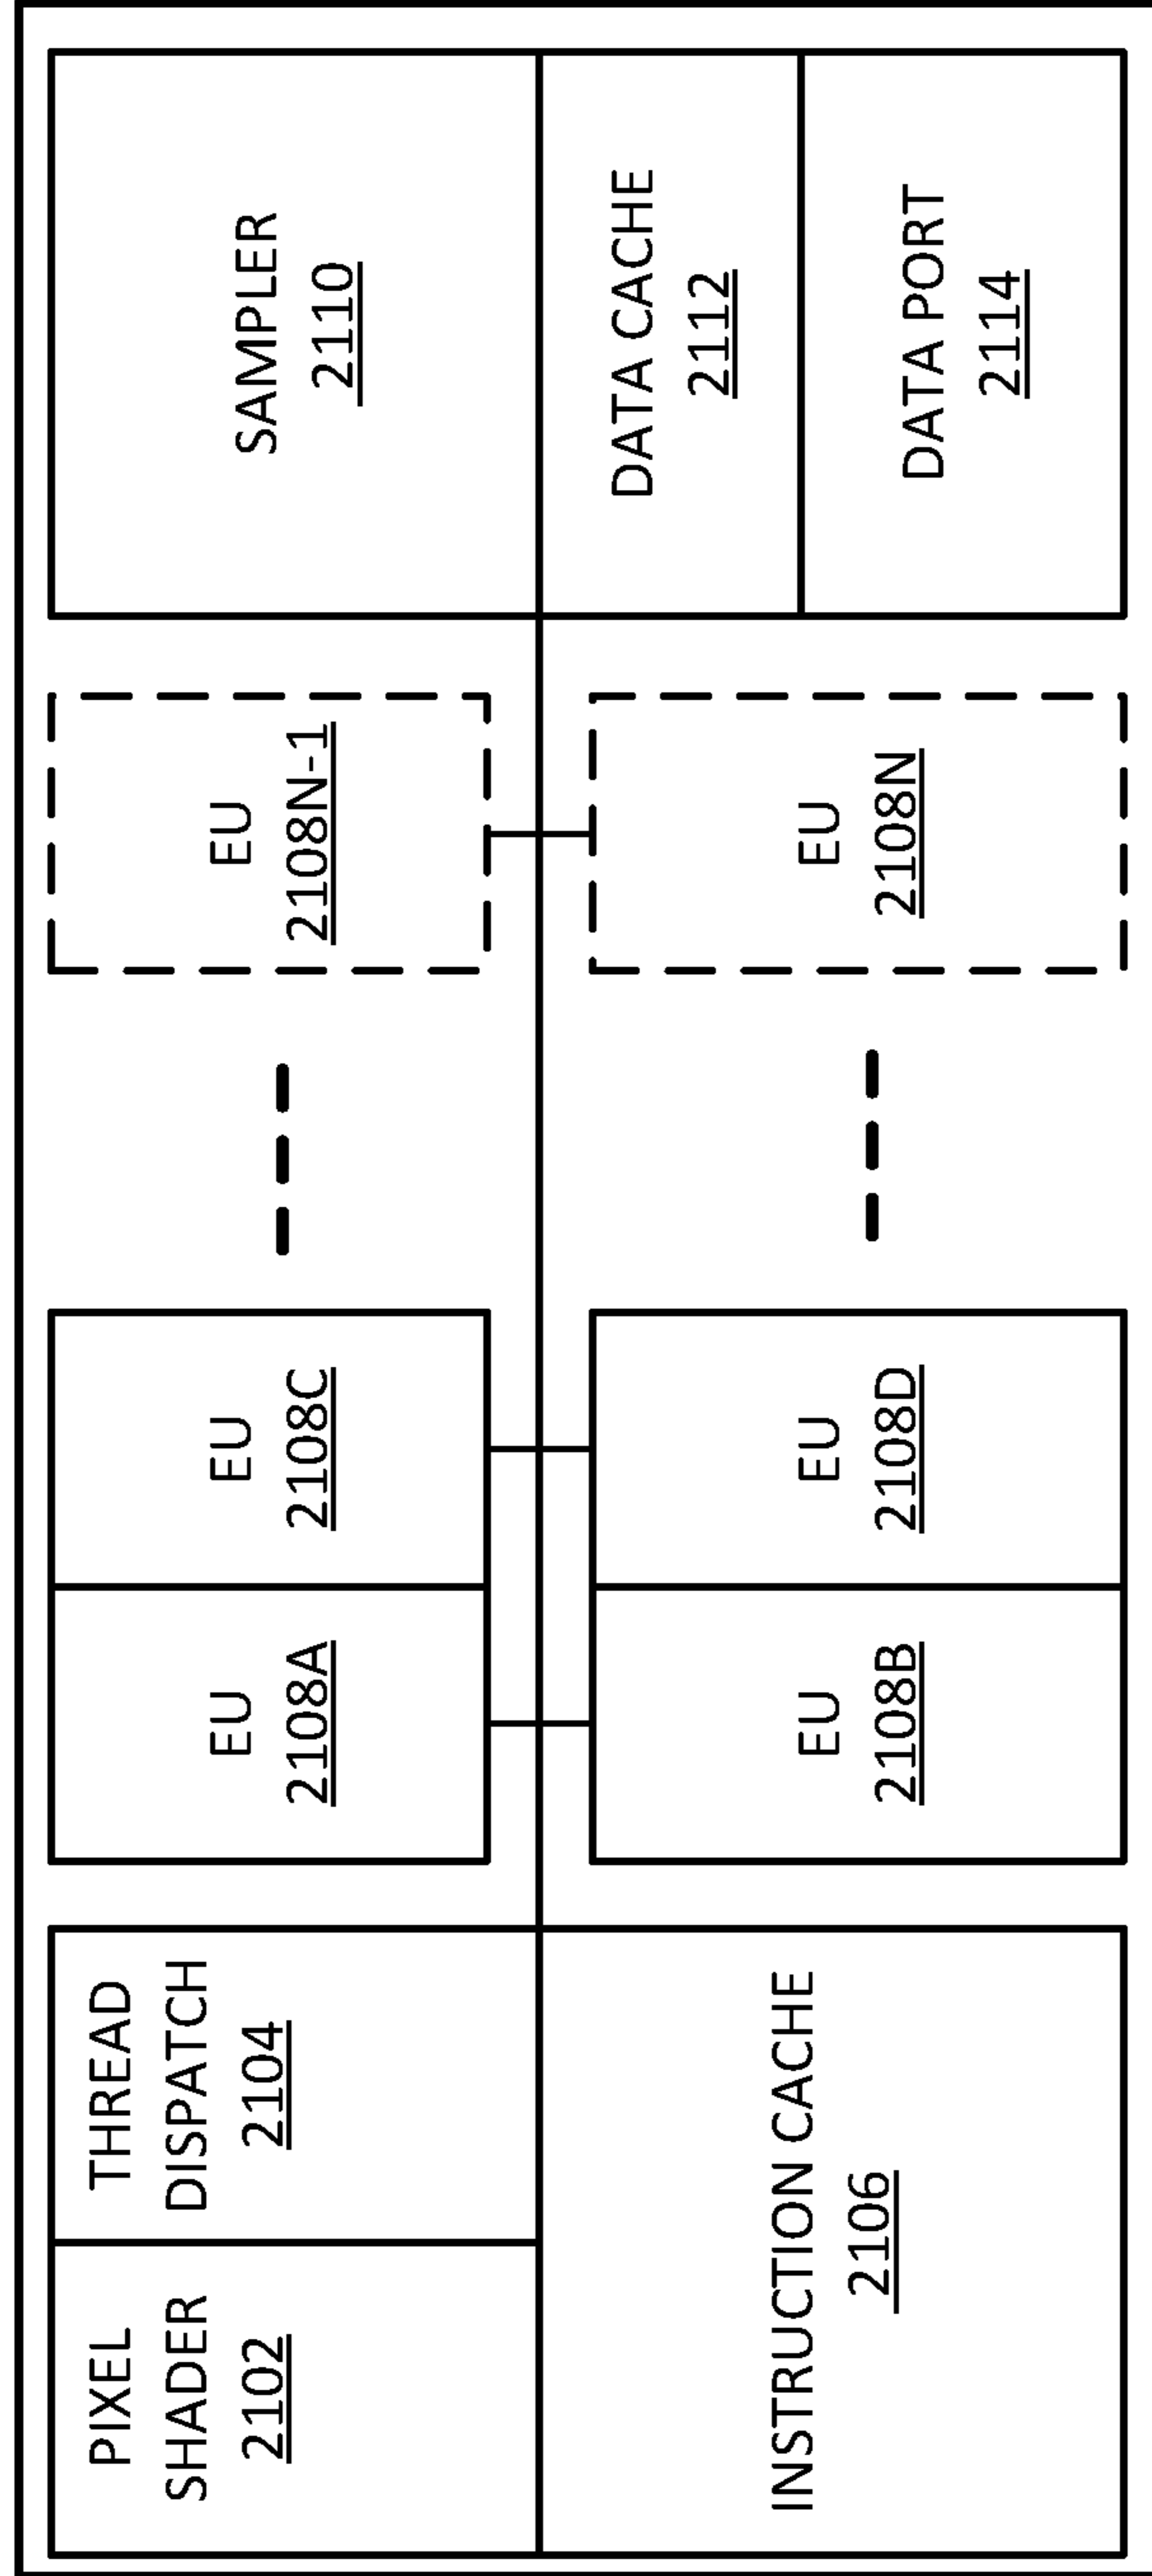 PIXEL
SHADER
2102
THREAD
DISPATCH
2104
INSTRUCTION CACHE
2106
EU
2108A
EU
2108C
EU
2108B
EU
2108D
EU
2108N-1
EU
2108N
SAMPLER
2110
DATA CACHE
2112
DATA PORT
2114